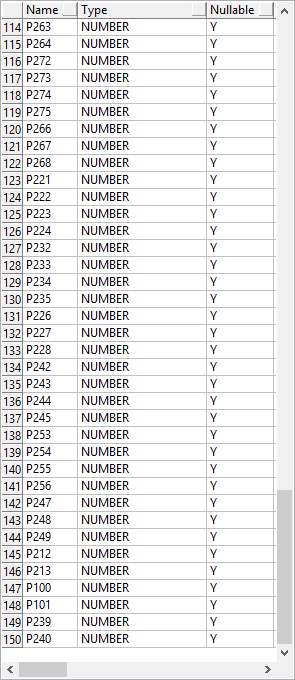 Name Type Nullable
114 P263 NUMBER Y
115 P264 NUMBER Y
116 P272 NUMBER Y
117 P273 NUMBER Y
118 P274 NUMBER Y
119 P275 NUMBER Y
120 P266 NUMBER Y
121 P267 NUMBER Y
122 P268 NUMBER Y
123 P221 NUMBER Y
124 P222 NUMBER Y
125 P223 NUMBER Y
126 P224 NUMBER Y
127 P232 NUMBER Y
128 P233 NUMBER Y
129 P234 NUMBER Y
130 P235 NUMBER Y
131 P226 NUMBER Y
132 P227 NUMBER Y
133 P228 NUMBER Y
134 P242 NUMBER Y
135 P243 NUMBER Y
136 P244 NUMBER Y
137 P245 NUMBER Y
138 P253 NUMBER Y
139 P254 NUMBER Y
140 P255 NUMBER Y
141 P256 NUMBER Y
142 P247 NUMBER Y
143 P248 NUMBER Y
144 P249 NUMBER Y
145 P212 NUMBER Y
146 P213 NUMBER Y
147 P100 NUMBER Y
148 P101 NUMBER Y
149 P239 NUMBER Y
150 P240 NUMBER Y